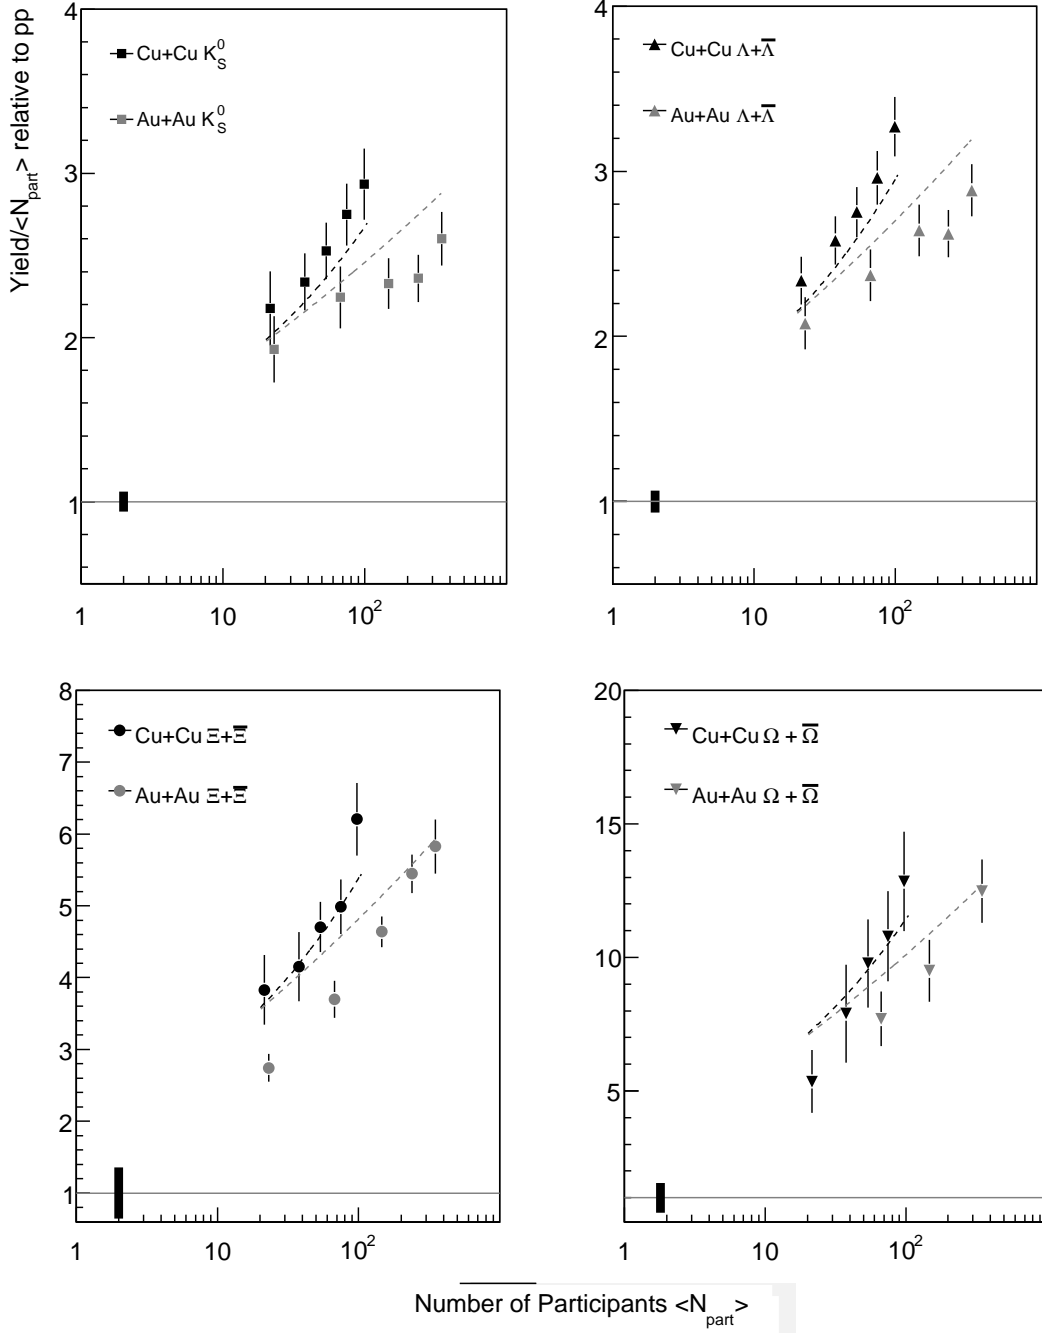 Yield/<N_part> relative to pp
4
3
2
1
Cu+Cu K⁰_S
Au+Au K⁰_S
1 10 10²
4
3
2
1
Cu+Cu Λ+Λ̅
Au+Au Λ+Λ̅
1 10 10²
8
7
6
5
4
3
2
1
Cu+Cu Ξ+Ξ̅
Au+Au Ξ+Ξ̅
1 10 10²
20
15
10
5
Cu+Cu Ω + Ω̅
Au+Au Ω + Ω̅
1 10 10²
Number of Participants <N_part>